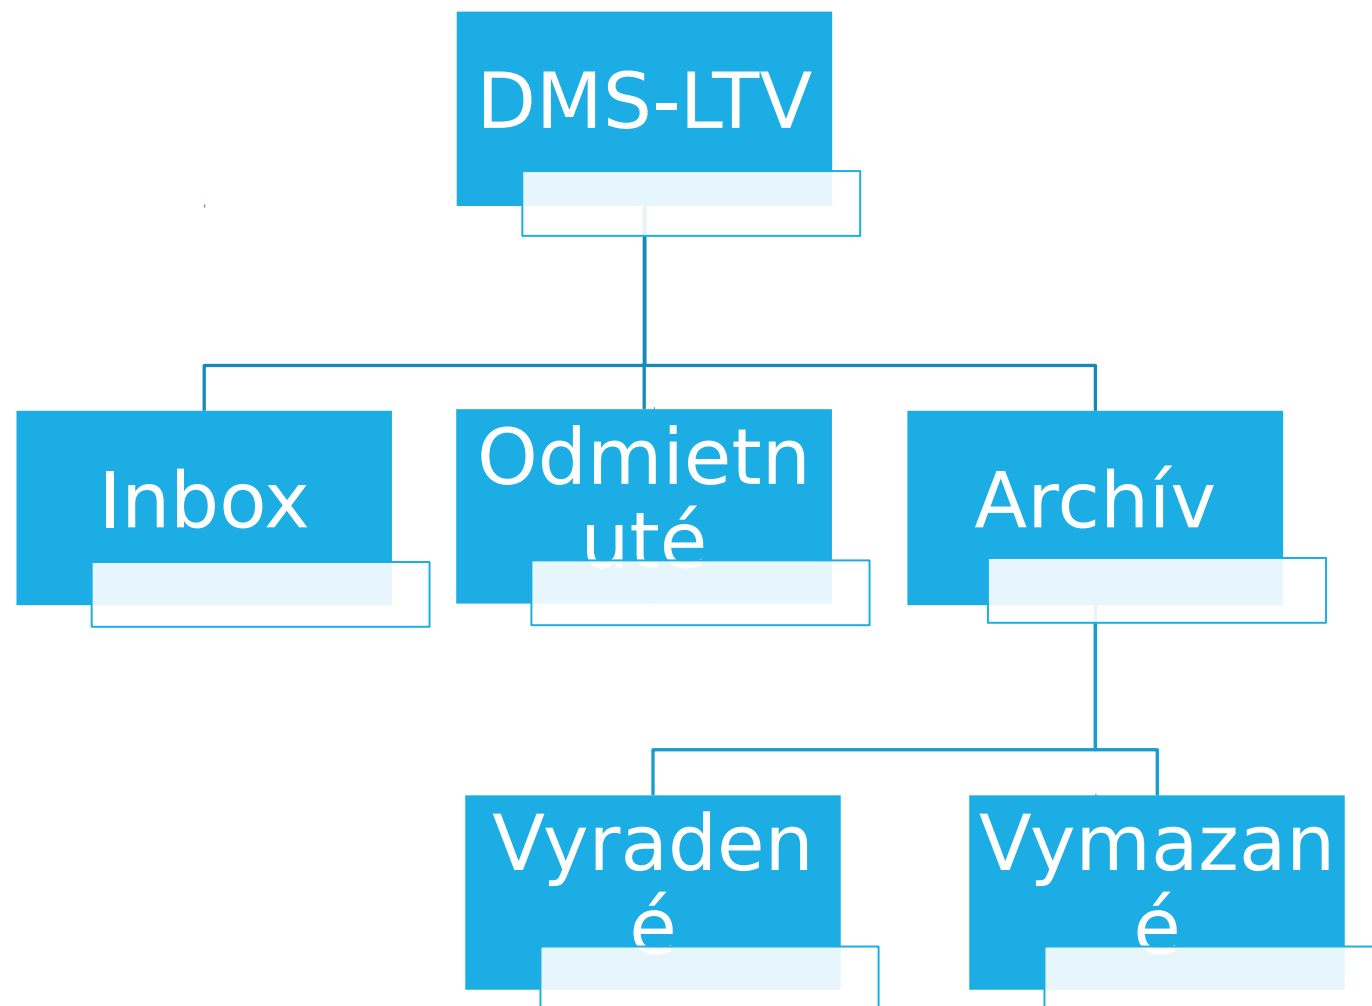 DMS-LTV
Inbox
Odmietn
uté
Archív
Vyraden
é
Vymazan
é